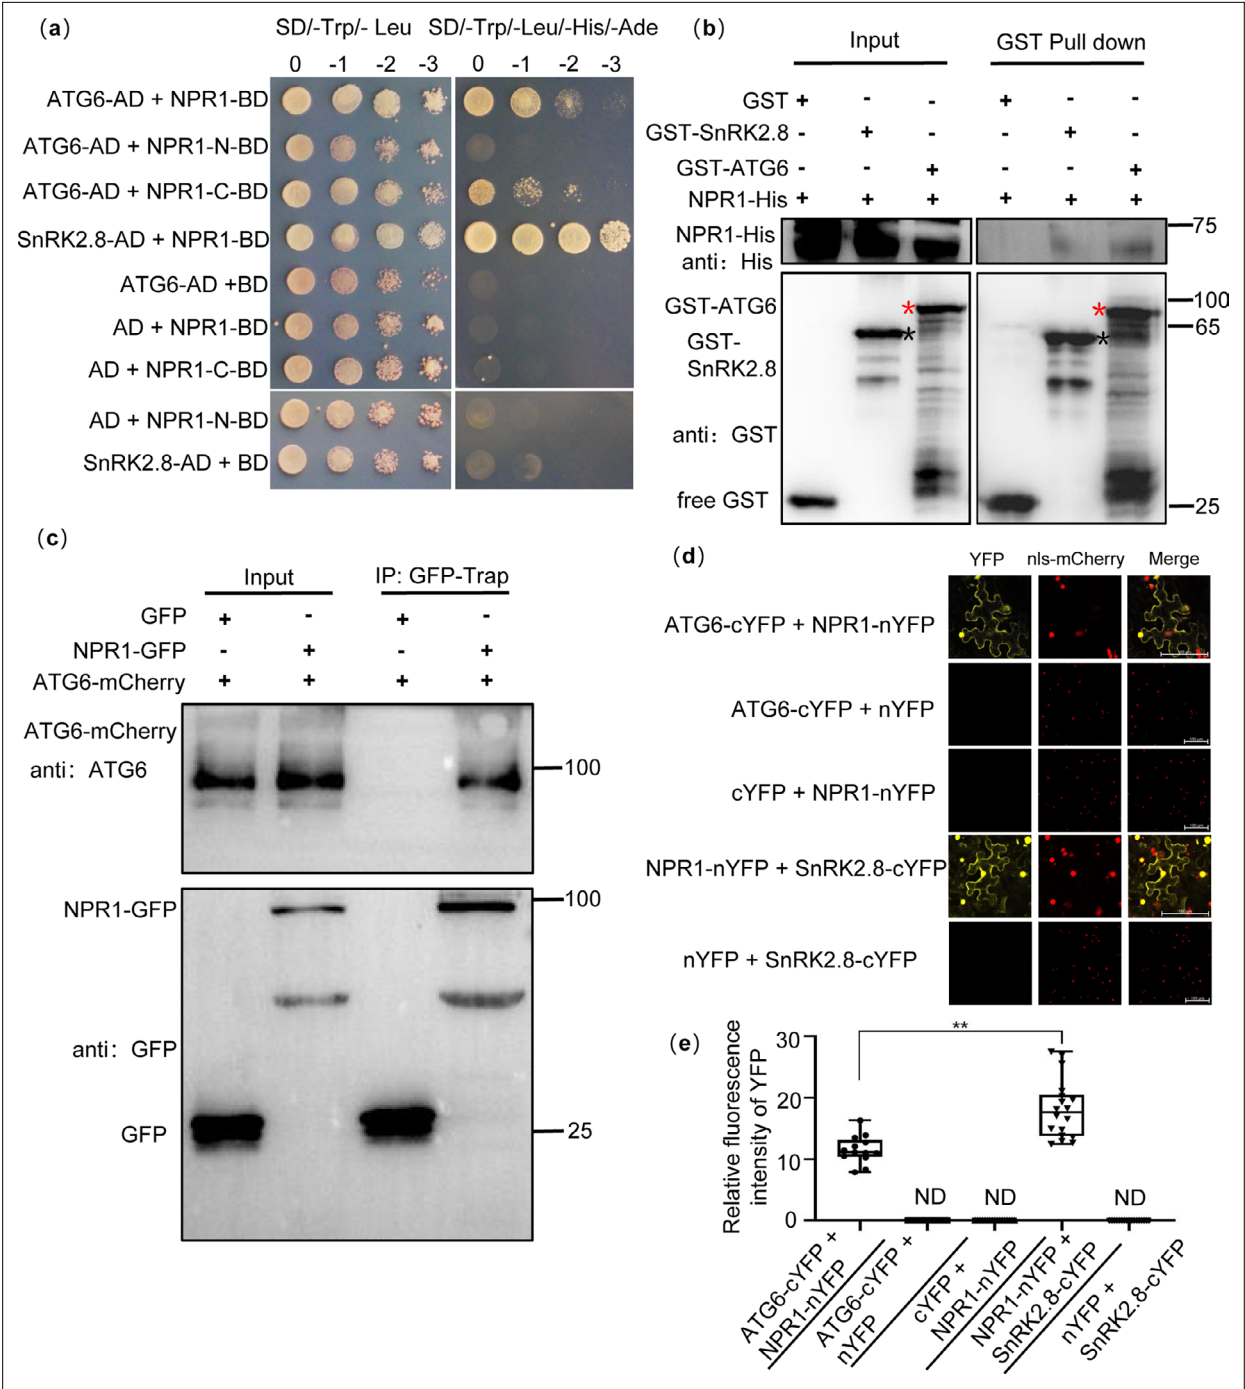 (a)
SD/-Trp/- Leu SD/-Trp/-Leu/-His/-Ade
0 -1 -2 -3 0 -1 -2 -3
ATG6-AD + NPR1-BD
ATG6-AD + NPR1-N-BD
ATG6-AD + NPR1-C-BD
SnRK2.8-AD + NPR1-BD
ATG6-AD +BD
AD + NPR1-BD
AD + NPR1-C-BD
AD + NPR1-N-BD
SnRK2.8-AD + BD
(b)
Input GST Pull down
GST + - - + - -
GST-SnRK2.8 - + - - + -
GST-ATG6 - - + - - +
NPR1-His + + + + + +
NPR1-His
anti: His
75
GST-ATG6 * * 100
65
GST-
SnRK2.8
* *
anti: GST
free GST
25
(c)
Input IP: GFP-Trap
GFP + - + -
NPR1-GFP - + - +
ATG6-mCherry + + + +
ATG6-mCherry
anti: ATG6
100
NPR1-GFP
100
anti: GFP
GFP
25
(d)
YFP nls-mCherry Merge
ATG6-cYFP + NPR1-nYFP
ATG6-cYFP + nYFP
cYFP + NPR1-nYFP
NPR1-nYFP + SnRK2.8-cYFP
nYFP + SnRK2.8-cYFP
(e)
Relative fluorescence
intensity of YFP
30
20
10
0
**
ND ND ND
ATG6-cYFP +
NPR1-nYFP
ATG6-cYFP +
nYFP
cYFP +
NPR1-nYFP
NPR1-nYFP +
SnRK2.8-cYFP
nYFP +
SnRK2.8-cYFP